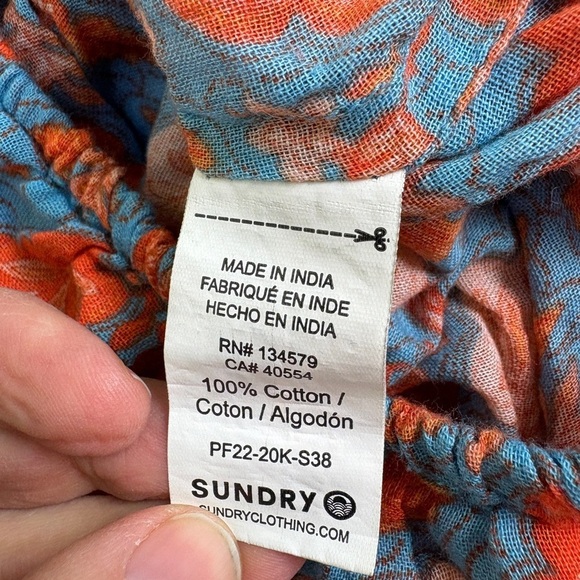 MADE IN INDIA
FABRIQUÉ EN INDE
HECHO EN INDIA
RN# 134579
CA# 40554
100% Cotton /
Coton / Algodón
PF22-20K-S38
SUNDRY
SUNDRYCLOTHING.COM